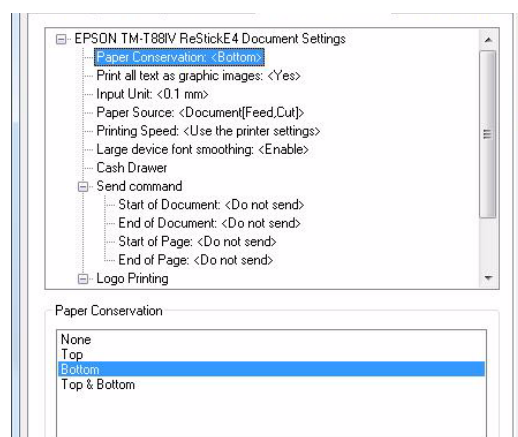 EPSON TM-T88IV ReStickE4 Document Settings
Paper Conservation: <Bottom>
Print all text as graphic images: <Yes>
Input Unit: <0.1 mm>
Paper Source: <Document[Feed,Cut]>
Printing Speed: <Use the printer settings>
Large device font smoothing: <Enable>
Cash Drawer
Send command
Start of Document: <Do not send>
End of Document: <Do not send>
Start of Page: <Do not send>
End of Page: <Do not send>
Logo Printing
Paper Conservation
None
Top
Bottom
Top & Bottom